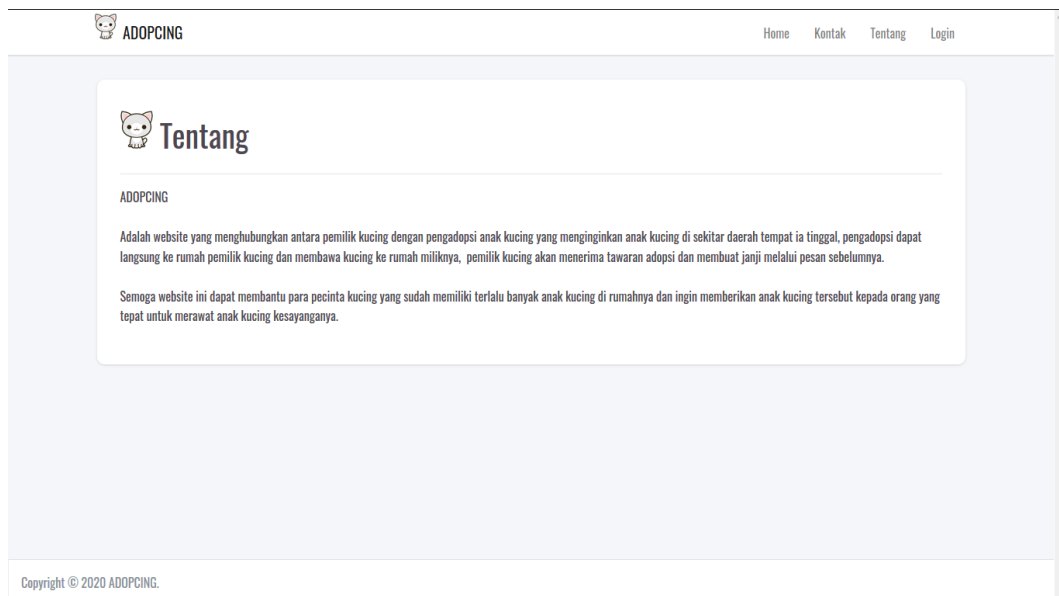 ADOPCING
Home Kontak Tentang Login
Tentang
ADOPCING
Adalah website yang menghubungkan antara pemilik kucing dengan pengadopsi anak kucing yang menginginkan anak kucing di sekitar daerah tempat ia tinggal, pengadopsi dapat
langsung ke rumah pemilik kucing dan membawa kucing ke rumah miliknya, pemilik kucing akan menerima tawaran adopsi dan membuat janji melalui pesan sebelumnya.
Semoga website ini dapat membantu para pecinta kucing yang sudah memiliki terlalu banyak anak kucing di rumahnya dan ingin memberikan anak kucing tersebut kepada orang yang
tepat untuk merawat anak kucing kesayanganya.
Copyright © 2020 ADOPCING.